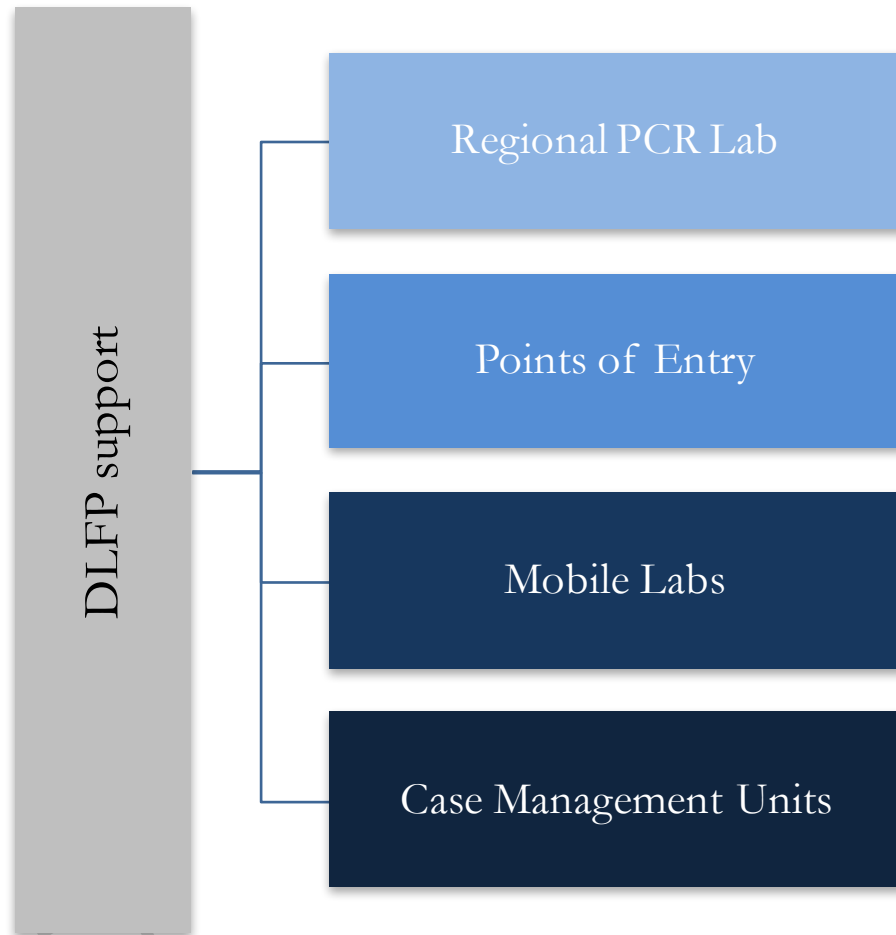 DLFP support
Regional PCR Lab
Points of Entry
Mobile Labs
Case Management Units